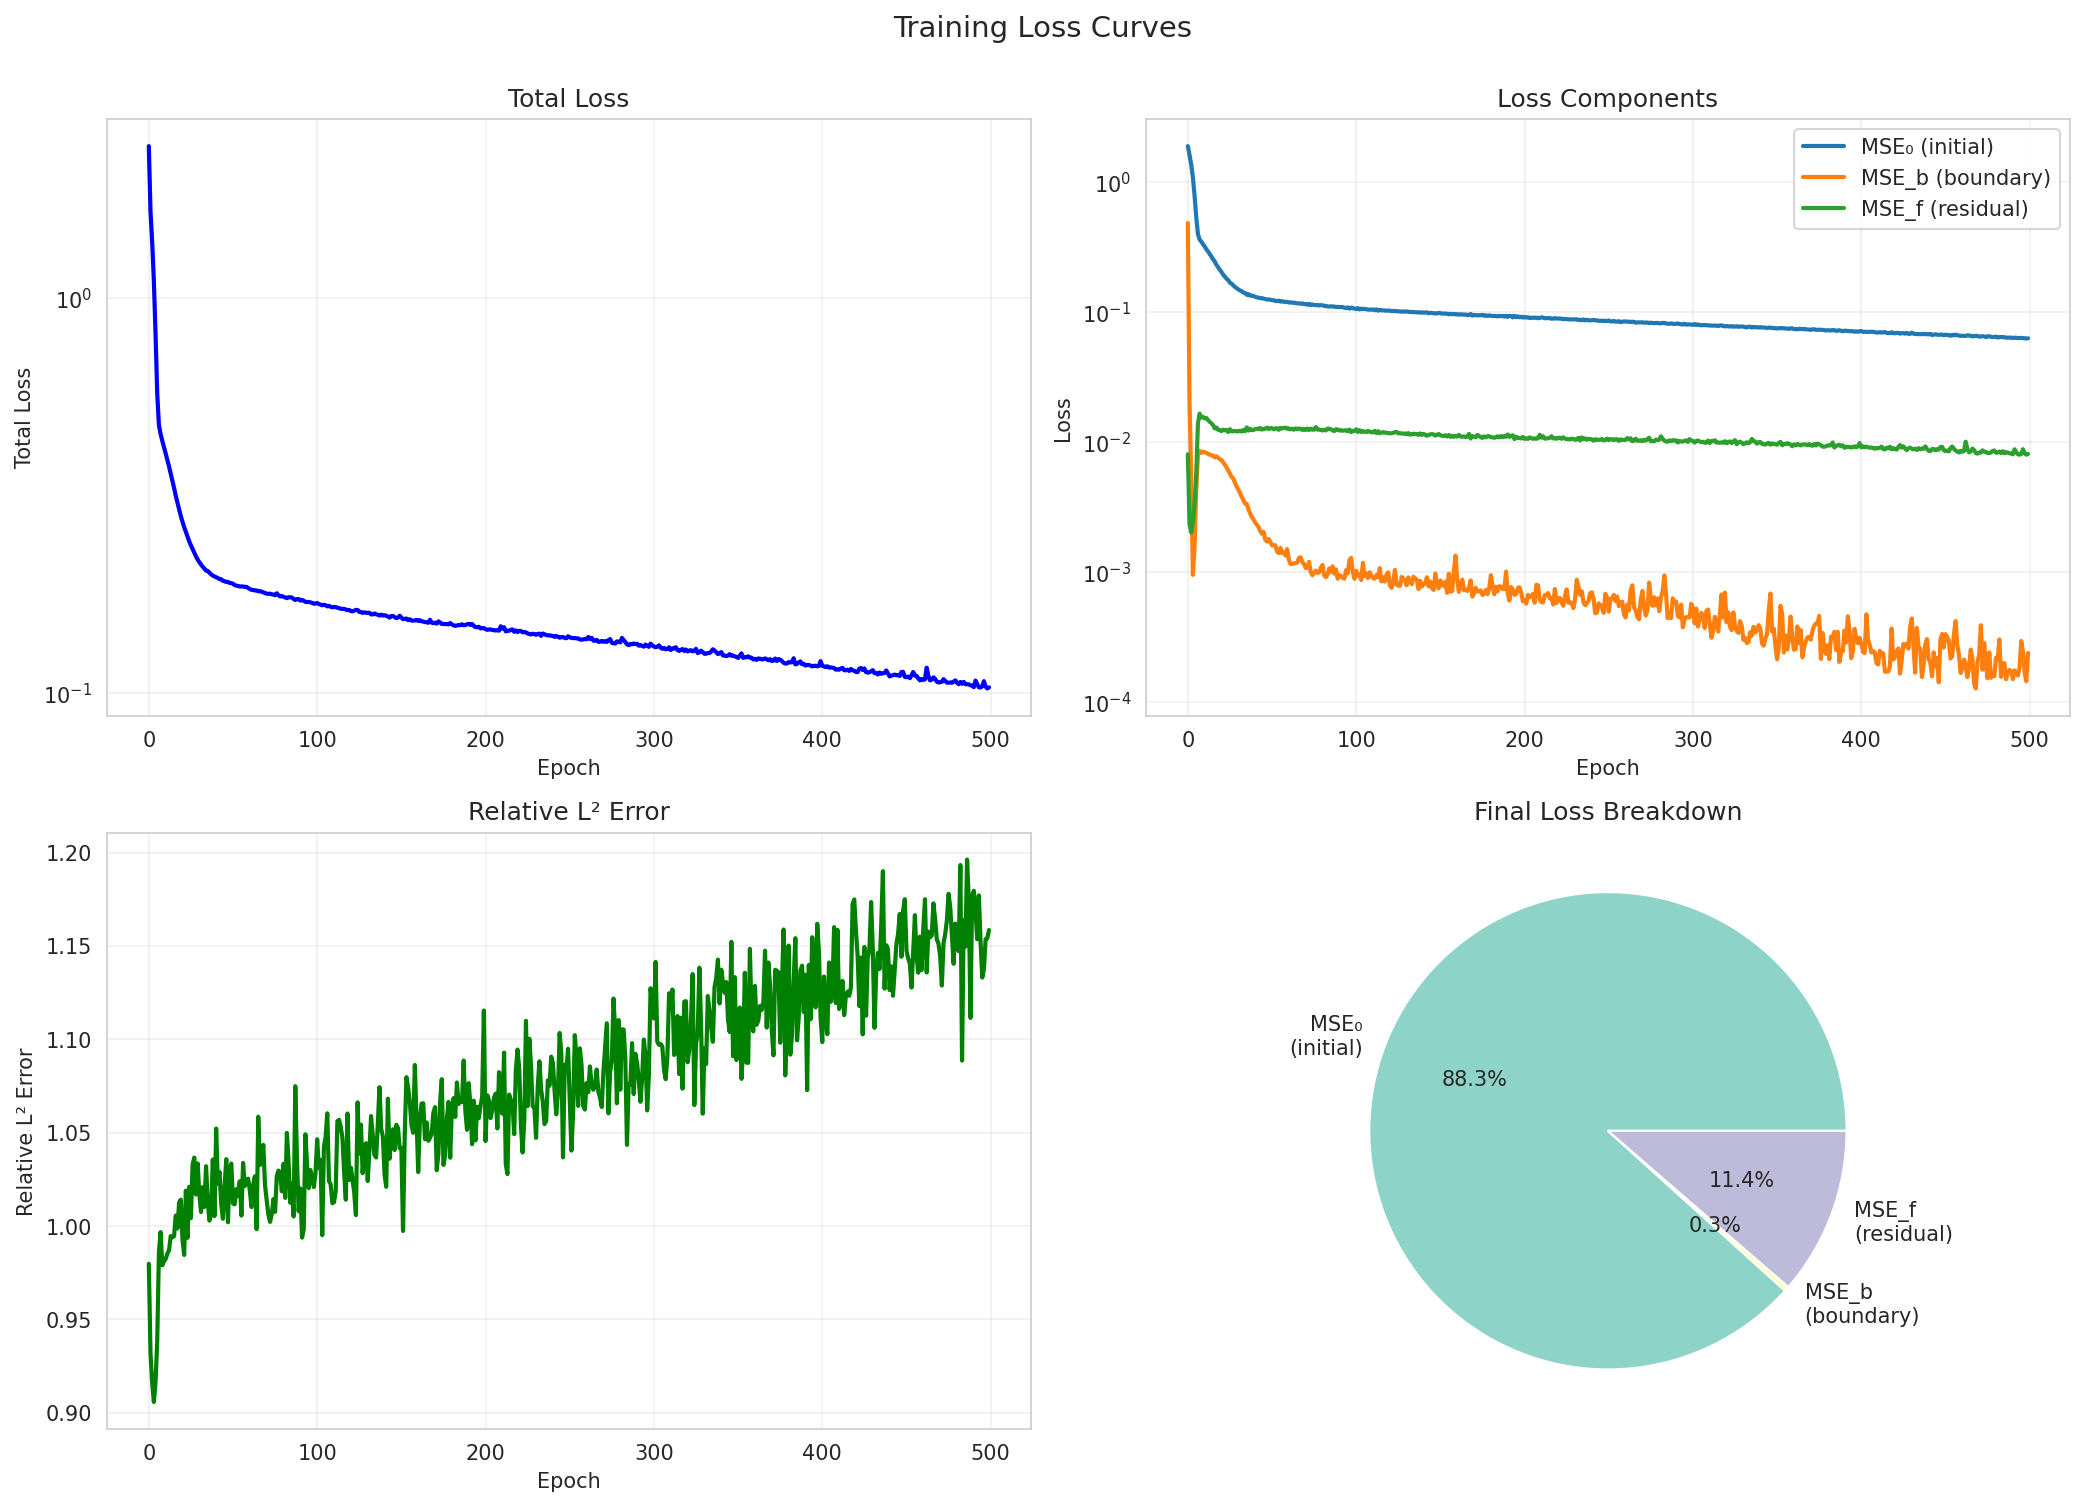 Training Loss Curves
Total Loss
Total Loss
10⁰
10⁻¹
0 100 200 300 400 500
Epoch
Loss Components
Loss
10⁰
10⁻¹
10⁻²
10⁻³
10⁻⁴
MSE₀ (initial)
MSE_b (boundary)
MSE_f (residual)
0 100 200 300 400 500
Epoch
Relative L² Error
Relative L² Error
1.20
1.15
1.10
1.05
1.00
0.95
0.90
0 100 200 300 400 500
Epoch
Final Loss Breakdown
MSE₀
(initial)
88.3%
11.4%
0.3%
MSE_f
(residual)
MSE_b
(boundary)